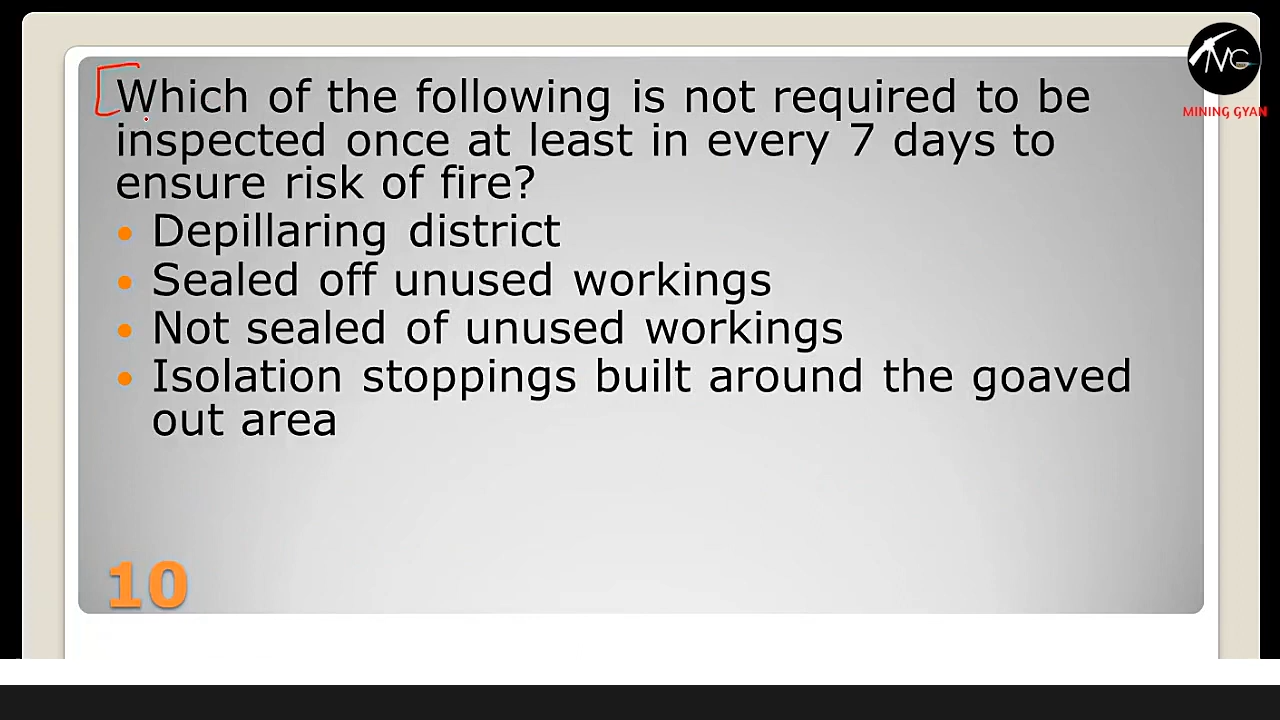 MG
MINING GYAN
Which of the following is not required to be
inspected once at least in every 7 days to
ensure risk of fire?
Depillaring district
Sealed off unused workings
Not sealed of unused workings
Isolation stoppings built around the goaved
out area
10